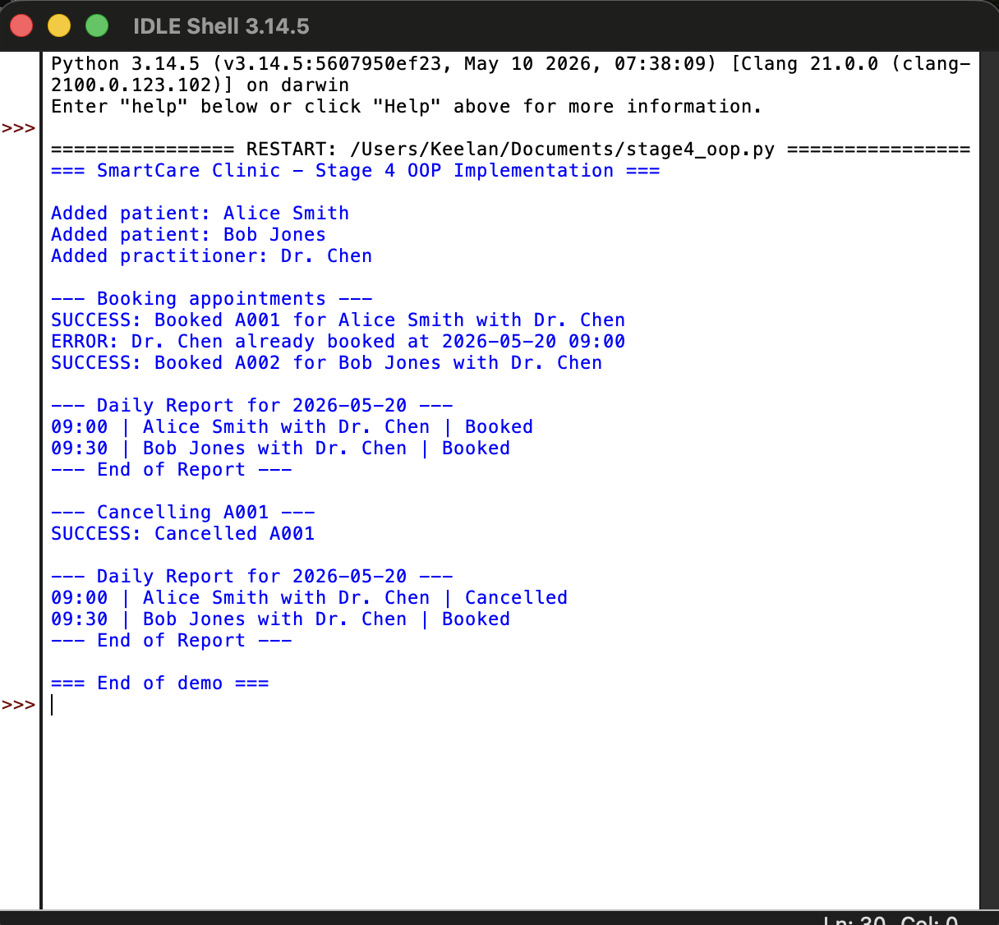 IDLE Shell 3.14.5
Python 3.14.5 (v3.14.5:5607950ef23, May 10 2026, 07:38:09) [Clang 21.0.0 (clang-
2100.0.123.102)] on darwin
Enter "help" below or click "Help" above for more information.
>>>
================ RESTART: /Users/Keelan/Documents/stage4_oop.py ================
=== SmartCare Clinic - Stage 4 OOP Implementation ===
Added patient: Alice Smith
Added patient: Bob Jones
Added practitioner: Dr. Chen
--- Booking appointments ---
SUCCESS: Booked A001 for Alice Smith with Dr. Chen
ERROR: Dr. Chen already booked at 2026-05-20 09:00
SUCCESS: Booked A002 for Bob Jones with Dr. Chen
--- Daily Report for 2026-05-20 ---
09:00 | Alice Smith with Dr. Chen | Booked
09:30 | Bob Jones with Dr. Chen | Booked
--- End of Report ---
--- Cancelling A001 ---
SUCCESS: Cancelled A001
--- Daily Report for 2026-05-20 ---
09:00 | Alice Smith with Dr. Chen | Cancelled
09:30 | Bob Jones with Dr. Chen | Booked
--- End of Report ---
=== End of demo ===
>>>
Ln: 30 Col: 0